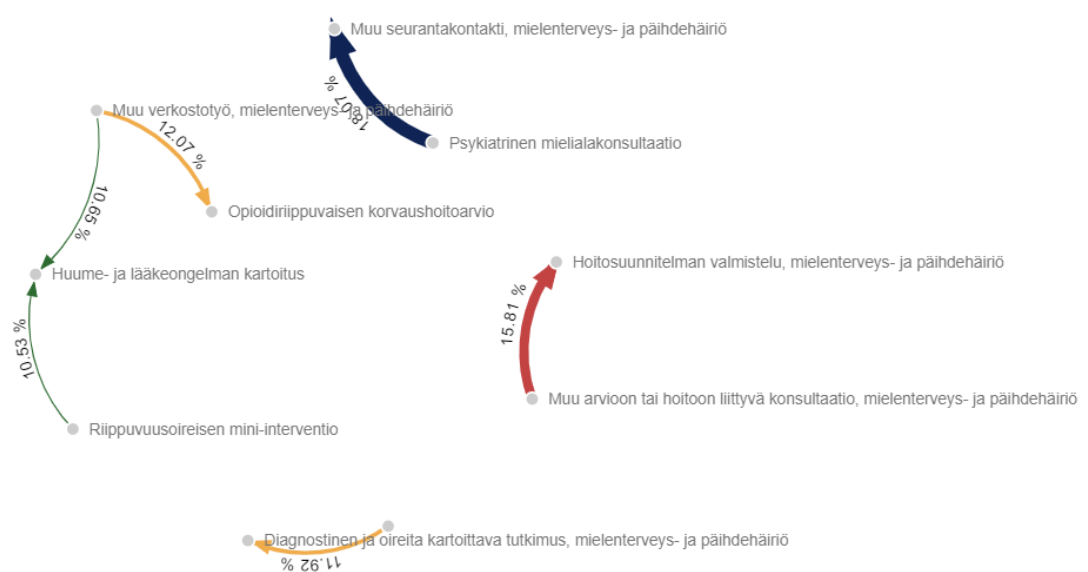 Muu seurantakontakti, mielenterveys- ja päihdehäiriö
18.07 %
Muu verkostotyö, mielenterveys- ja päihdehäiriö
12.07 %
Psykiatrinen mielialakonsultaatio
10.65 %
Opioidiriippuvaisen korvaushoitoarvio
Huume- ja lääkeongelman kartoitus
Hoitosuunnitelman valmistelu, mielenterveys- ja päihdehäiriö
15.81 %
10.53 %
Muu arvioon tai hoitoon liittyvä konsultaatio, mielenterveys- ja päihdehäiriö
Riippuvuusoireisen mini-interventio
Diagnostinen ja oireita kartoittava tutkimus, mielenterveys- ja päihdehäiriö
11.92 %